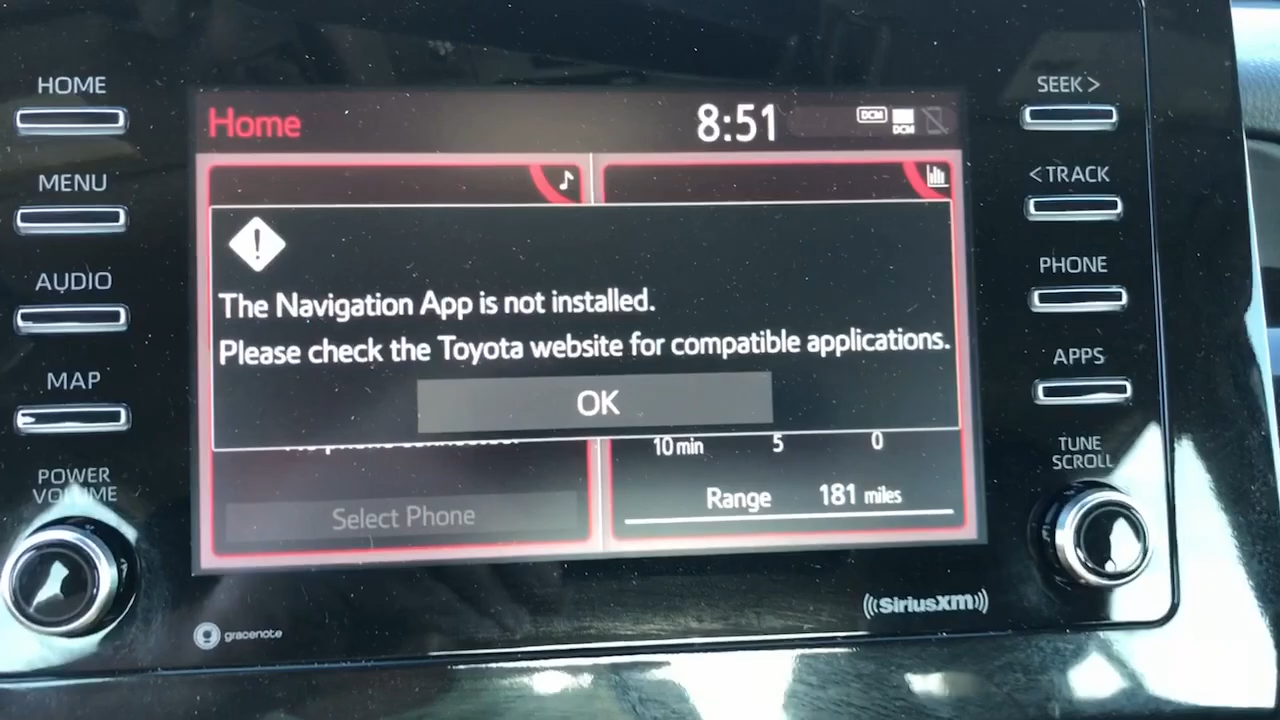 HOME
MENU
AUDIO
MAP
POWER
VOLUME
Home
8:51
DCM
DCM
The Navigation App is not installed.
Please check the Toyota website for compatible applications.
OK
10 min 5 0
Select Phone
Range 181 miles
gracenote
SiriusXM
SEEK >
< TRACK
PHONE
APPS
TUNE
SCROLL